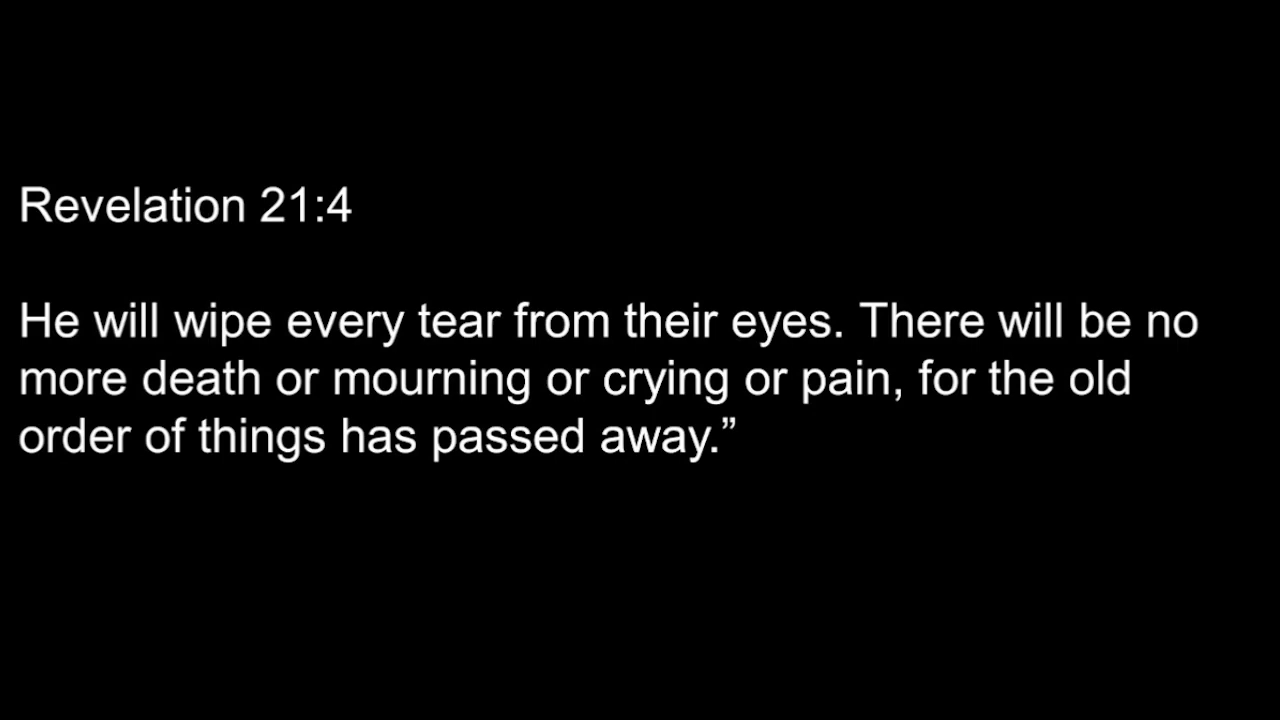 Revelation 21:4
He will wipe every tear from their eyes. There will be no
more death or mourning or crying or pain, for the old
order of things has passed away.”